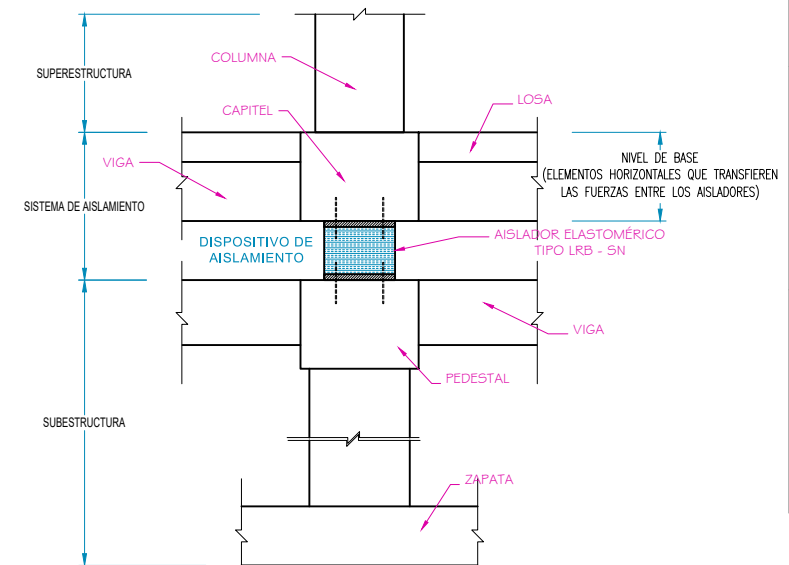 COLUMNA
SUPERESTRUCTURA
LOSA
CAPITEL
NIVEL DE BASE
(ELEMENTOS HORIZONTALES QUE TRANSFIEREN
LAS FUERZAS ENTRE LOS AISLADORES)
VIGA
SISTEMA DE AISLAMIENTO
DISPOSITIVO DE
AISLAMIENTO
AISLADOR ELASTOMÉRICO
TIPO LRB - SN
VIGA
PEDESTAL
SUBESTRUCTURA
ZAPATA